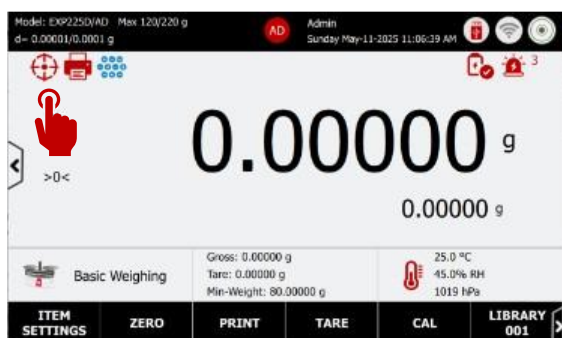 Model: EXP225D/AD Max 120/220 g
d= 0.00001/0.0001 g
AD
Admin
Sunday May-11-2025 11:06:39 AM
3
0.00000 g
>0<
0.00000 g
Basic Weighing
Gross: 0.00000 g
Tare: 0.00000 g
Min-Weight: 80.00000 g
25.0 °C
45.0% RH
1019 hPa
ITEM
SETTINGS
ZERO
PRINT
TARE
CAL
LIBRARY
001